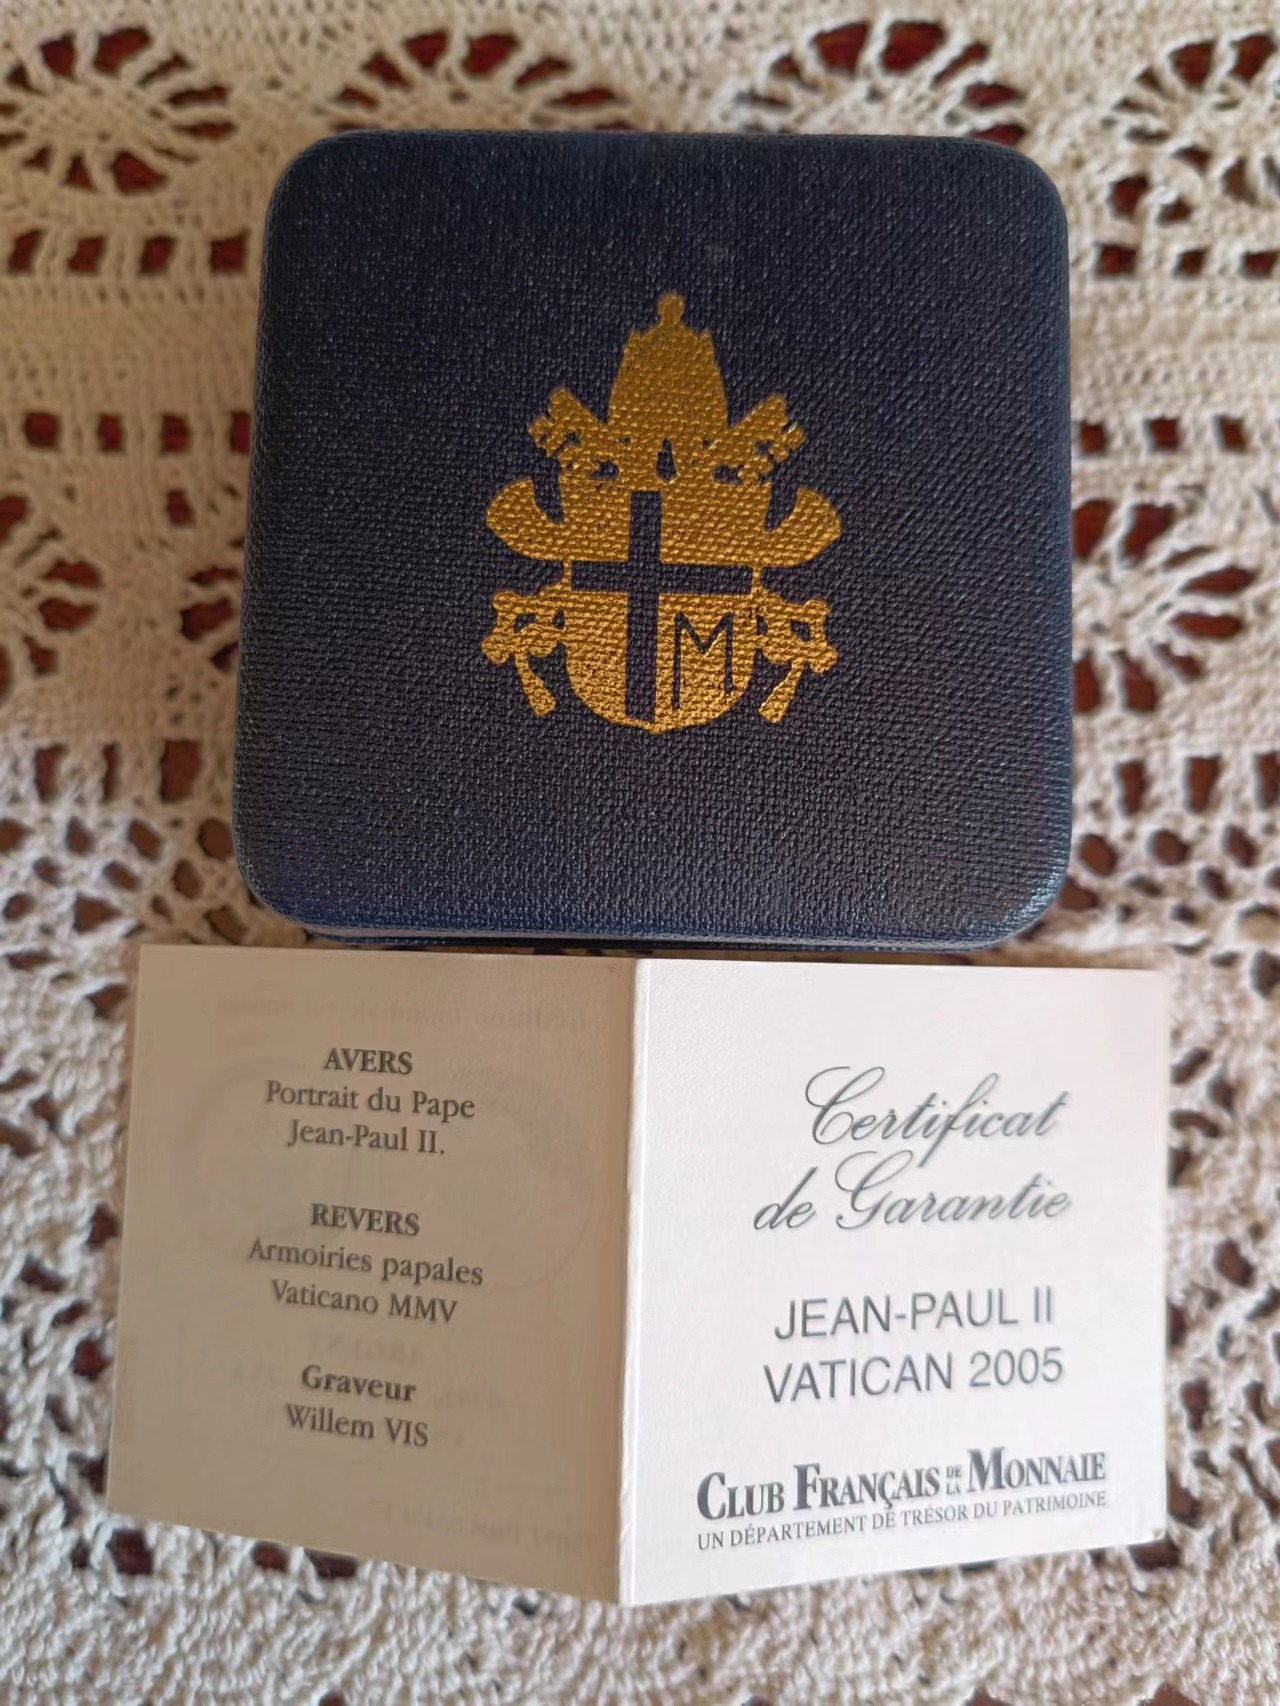 M
AVERS
Portrait du Pape
Jean-Paul II.
REVERS
Armoiries papales
Vaticano MMV
Graveur
Willem VIS
Certificat
de Garantie
JEAN-PAUL II
VATICAN 2005
CLUB FRANÇAIS DE LA MONNAIE
UN DÉPARTEMENT DE TRÉSOR DU PATRIMOINE